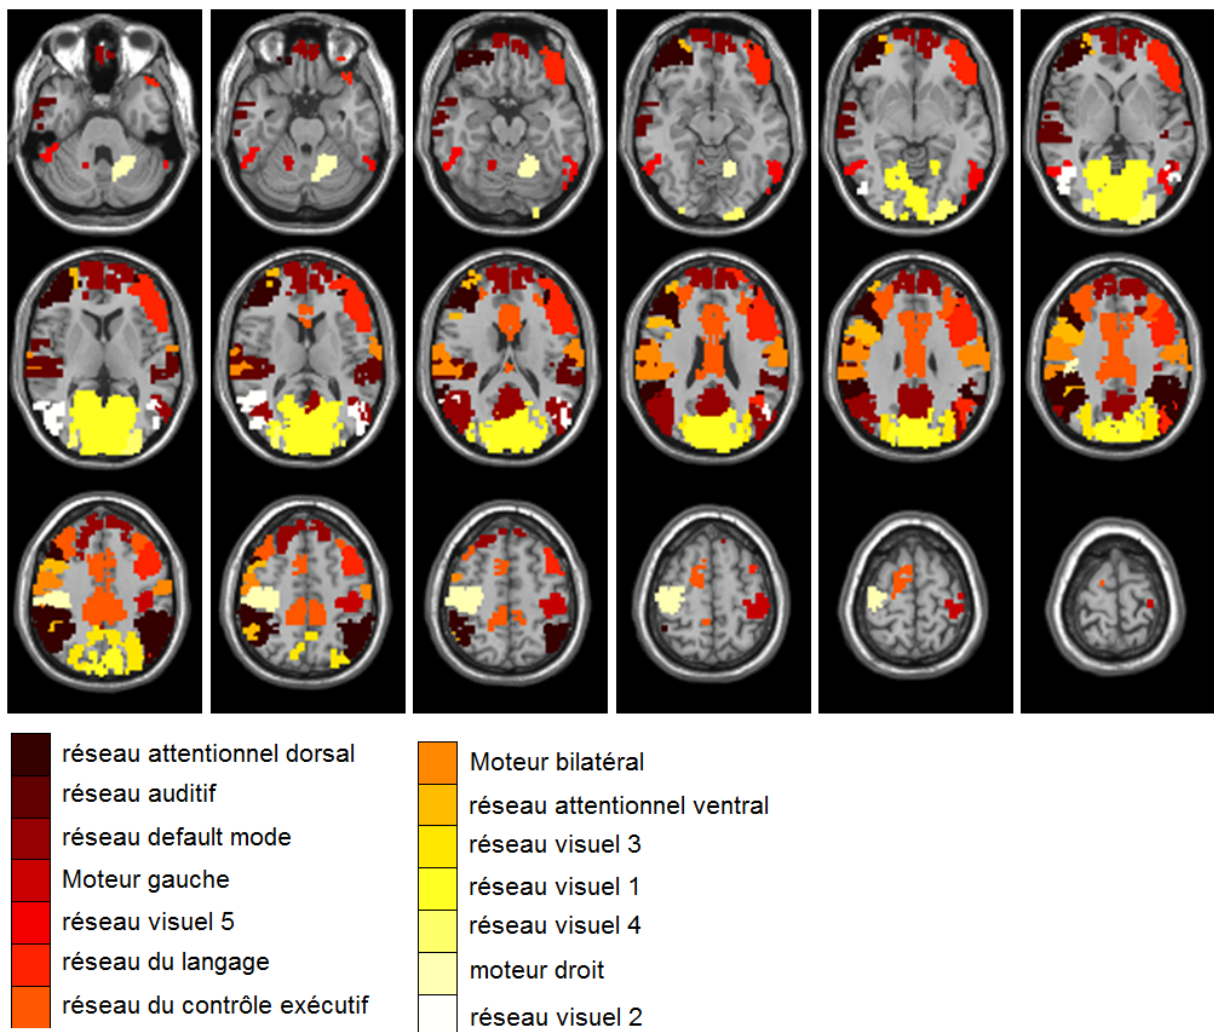 réseau attentionnel dorsal
réseau auditif
réseau default mode
Moteur gauche
réseau visuel 5
réseau du langage
réseau du contrôle exécutif
Moteur bilatéral
réseau attentionnel ventral
réseau visuel 3
réseau visuel 1
réseau visuel 4
moteur droit
réseau visuel 2